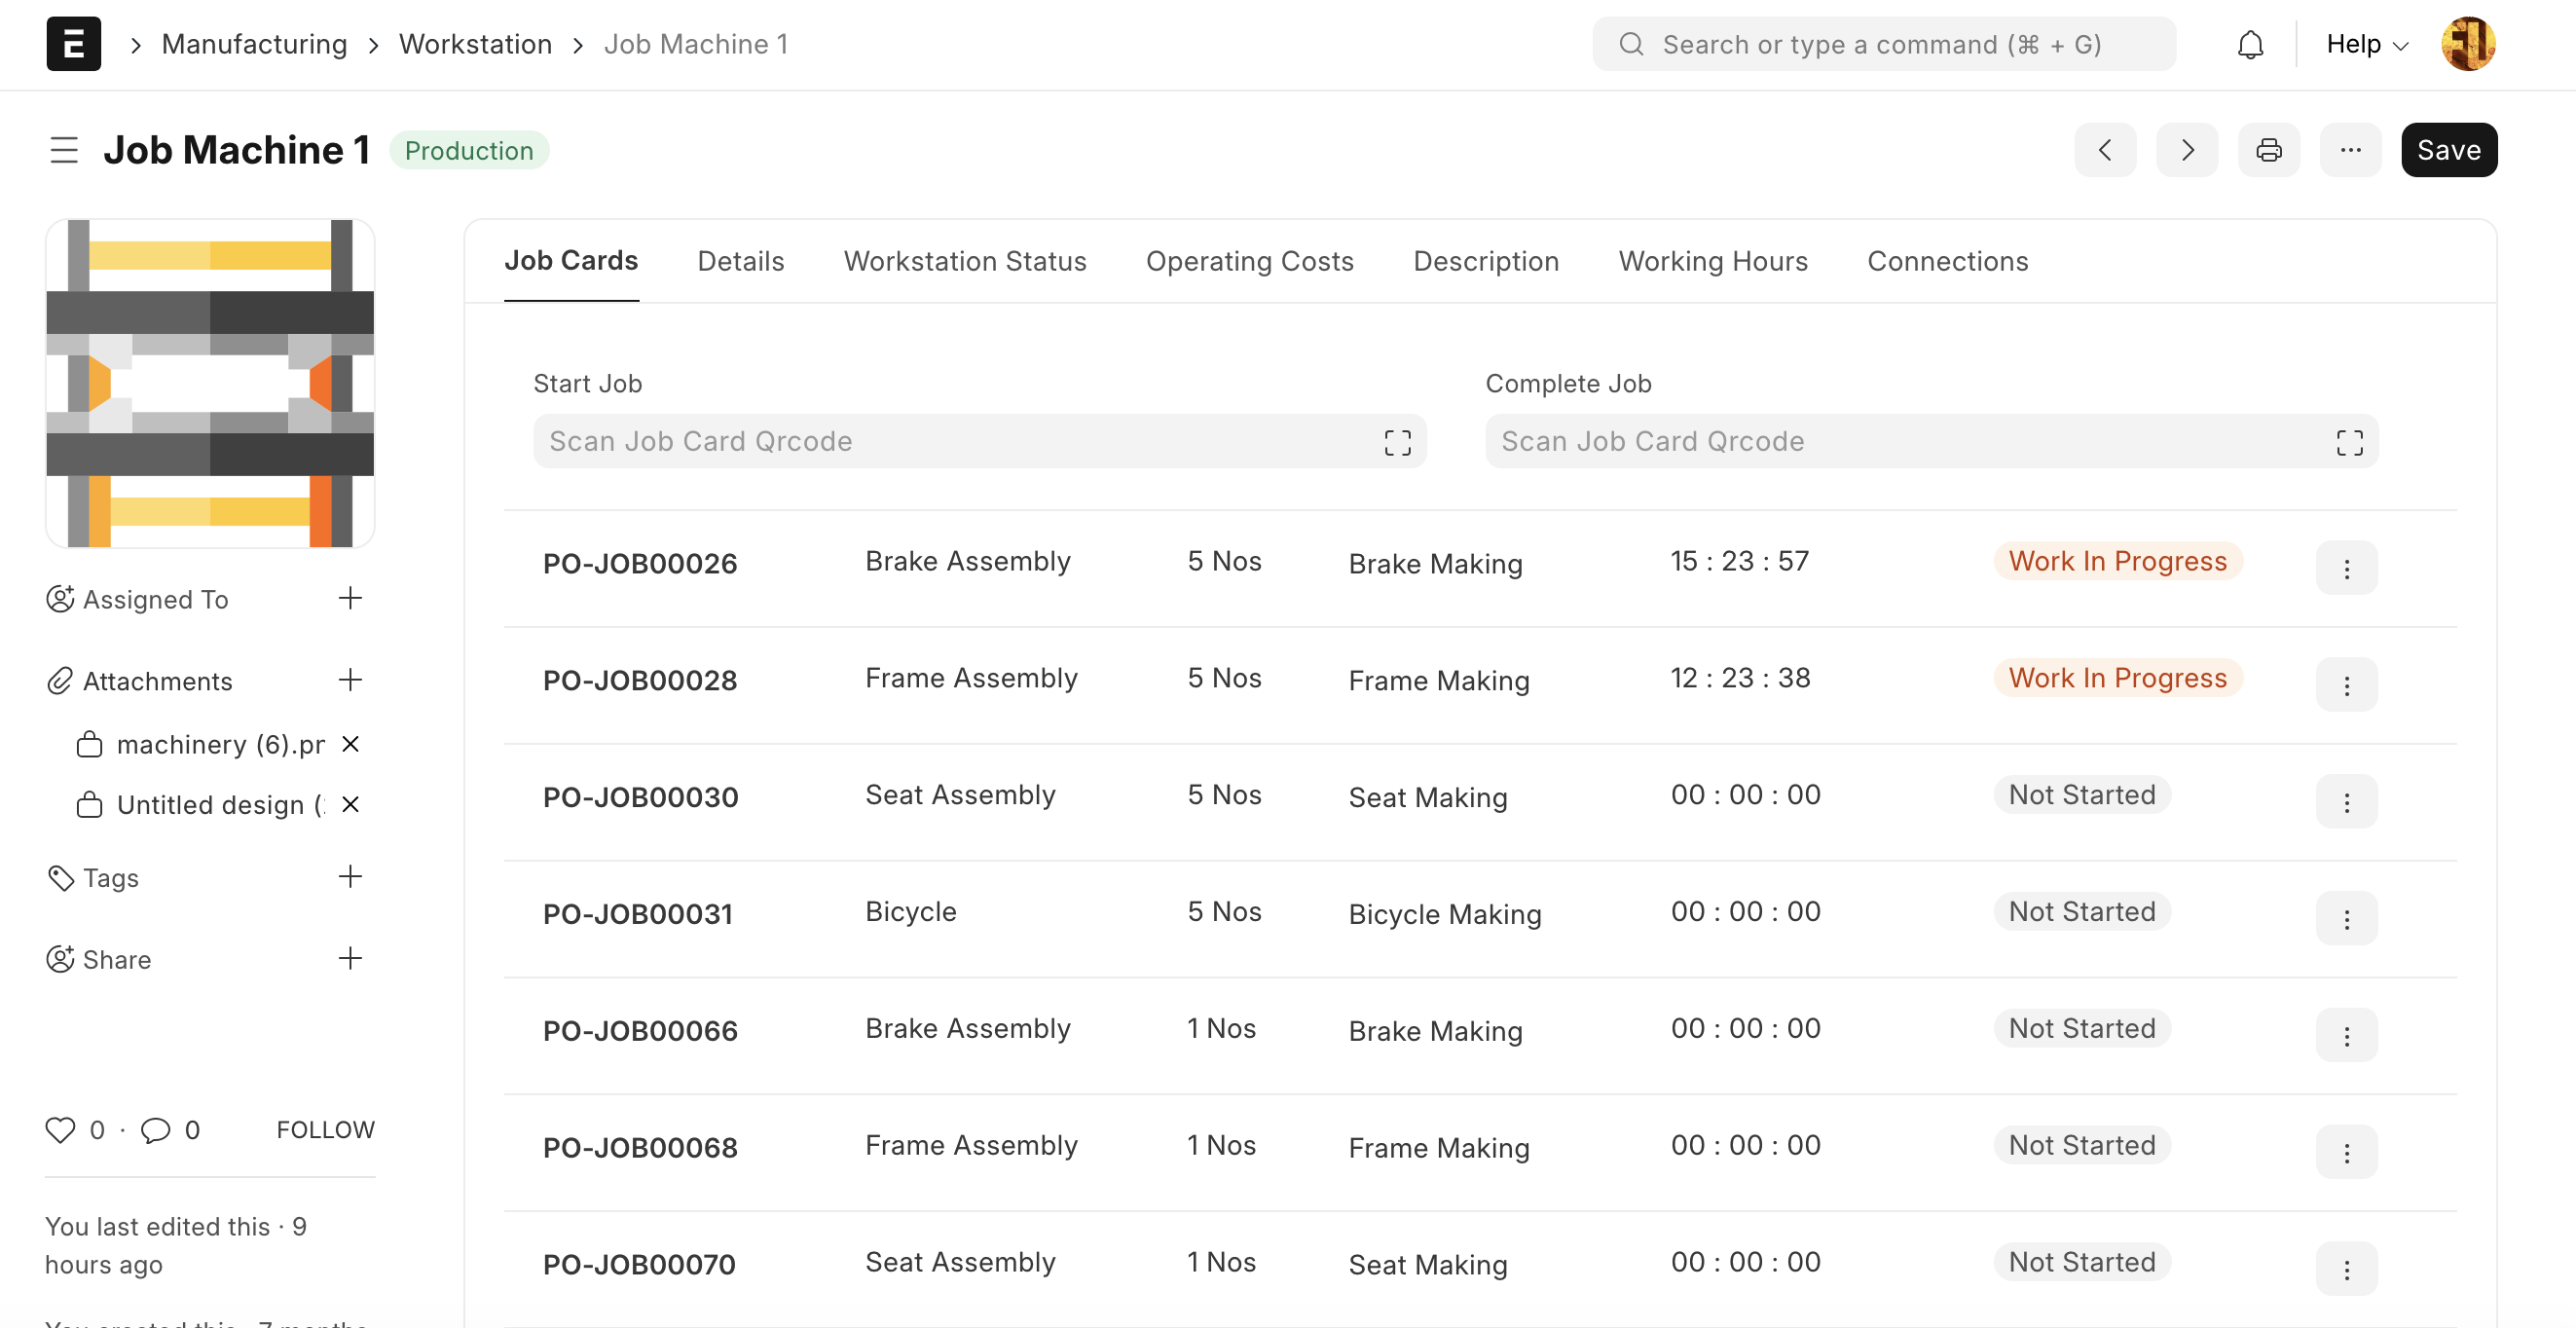 E Manufacturing Workstation Job Machine 1 Search or type a command (⌘ + G) Help
Job Machine 1 Production Save
Job Cards Details Workstation Status Operating Costs Description Working Hours Connections
Start Job Complete Job
Scan Job Card Qrcode Scan Job Card Qrcode
PO-JOB00026 Brake Assembly 5 Nos Brake Making 15 : 23 : 57 Work In Progress
PO-JOB00028 Frame Assembly 5 Nos Frame Making 12 : 23 : 38 Work In Progress
PO-JOB00030 Seat Assembly 5 Nos Seat Making 00 : 00 : 00 Not Started
PO-JOB00031 Bicycle 5 Nos Bicycle Making 00 : 00 : 00 Not Started
PO-JOB00066 Brake Assembly 1 Nos Brake Making 00 : 00 : 00 Not Started
PO-JOB00068 Frame Assembly 1 Nos Frame Making 00 : 00 : 00 Not Started
PO-JOB00070 Seat Assembly 1 Nos Seat Making 00 : 00 : 00 Not Started
Assigned To
Attachments
machinery (6).pr
Untitled design (
Tags
Share
0 · 0 FOLLOW
You last edited this · 9
hours ago